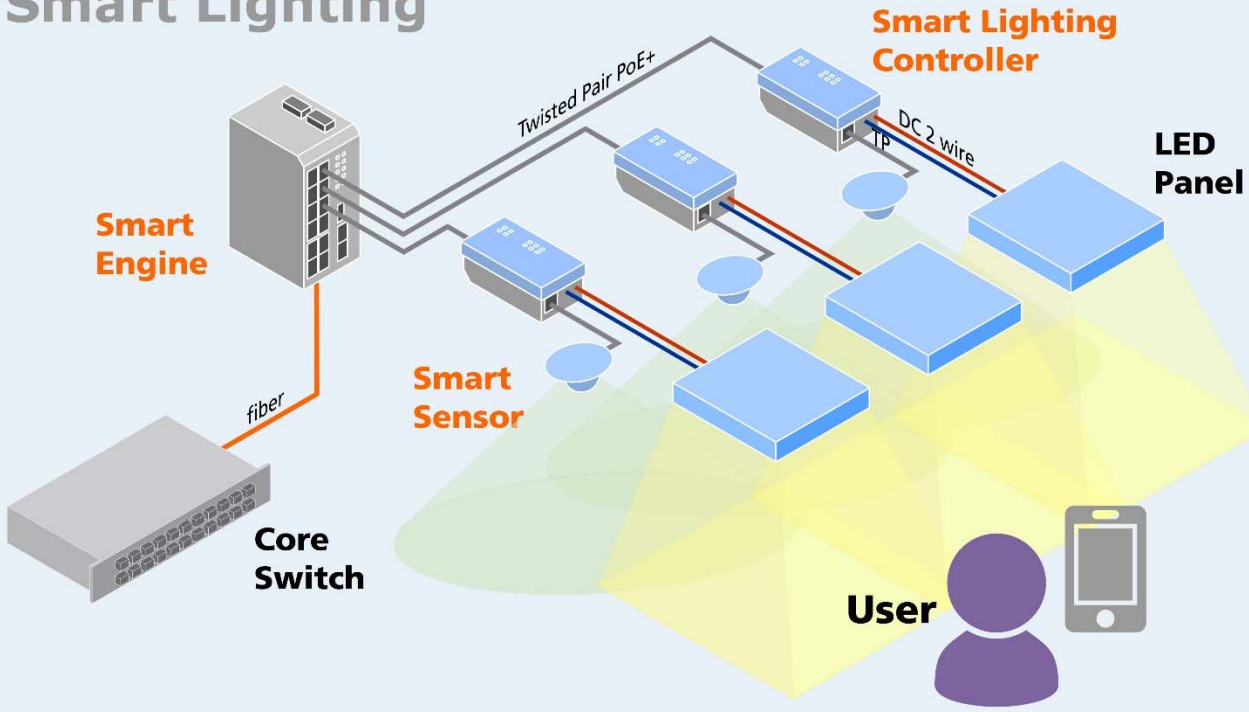 Smart Lighting
Smart Lighting
Controller
Twisted Pair PoE+
DC 2 wire
TP
LED
Panel
Smart
Engine
Smart
Sensor
fiber
Core
Switch
User